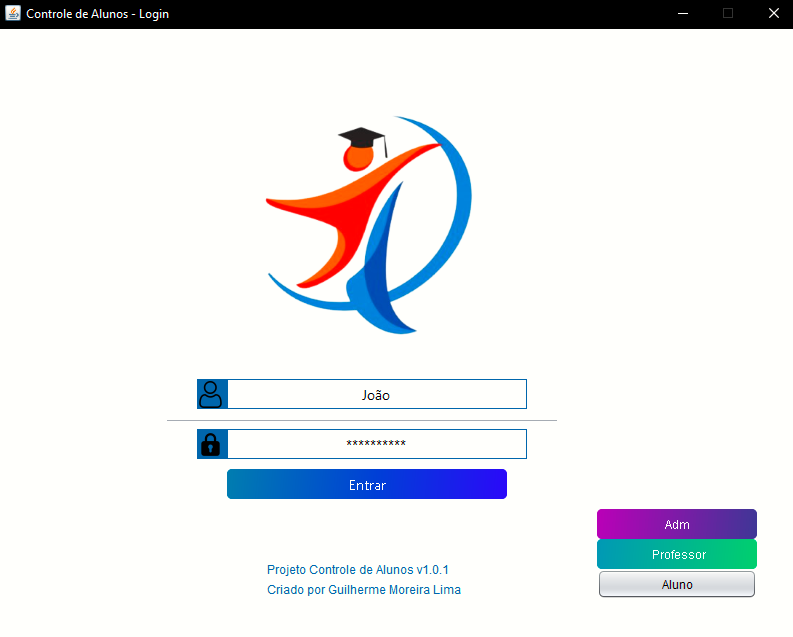 Controle de Alunos - Login
João
**********
Entrar
Adm
Professor
Aluno
Projeto Controle de Alunos v1.0.1
Criado por Guilherme Moreira Lima